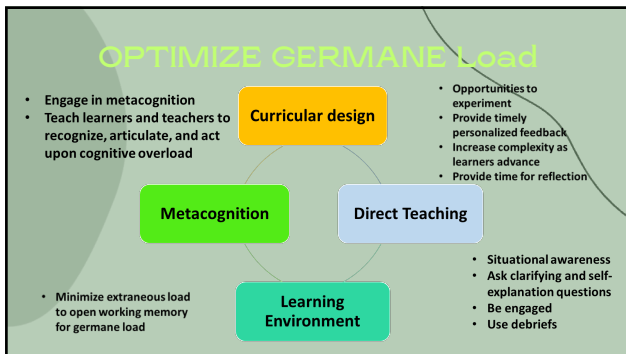 OPTIMIZE GERMANE Load
• Engage in metacognition
• Teach learners and teachers to
recognize, articulate, and act
upon cognitive overload
Curricular design
• Opportunities to
experiment
• Provide timely
personalized feedback
• Increase complexity as
learners advance
• Provide time for reflection
Metacognition
Direct Teaching
• Minimize extraneous load
to open working memory
for germane load
Learning
Environment
• Situational awareness
• Ask clarifying and self-
explanation questions
• Be engaged
• Use debriefs